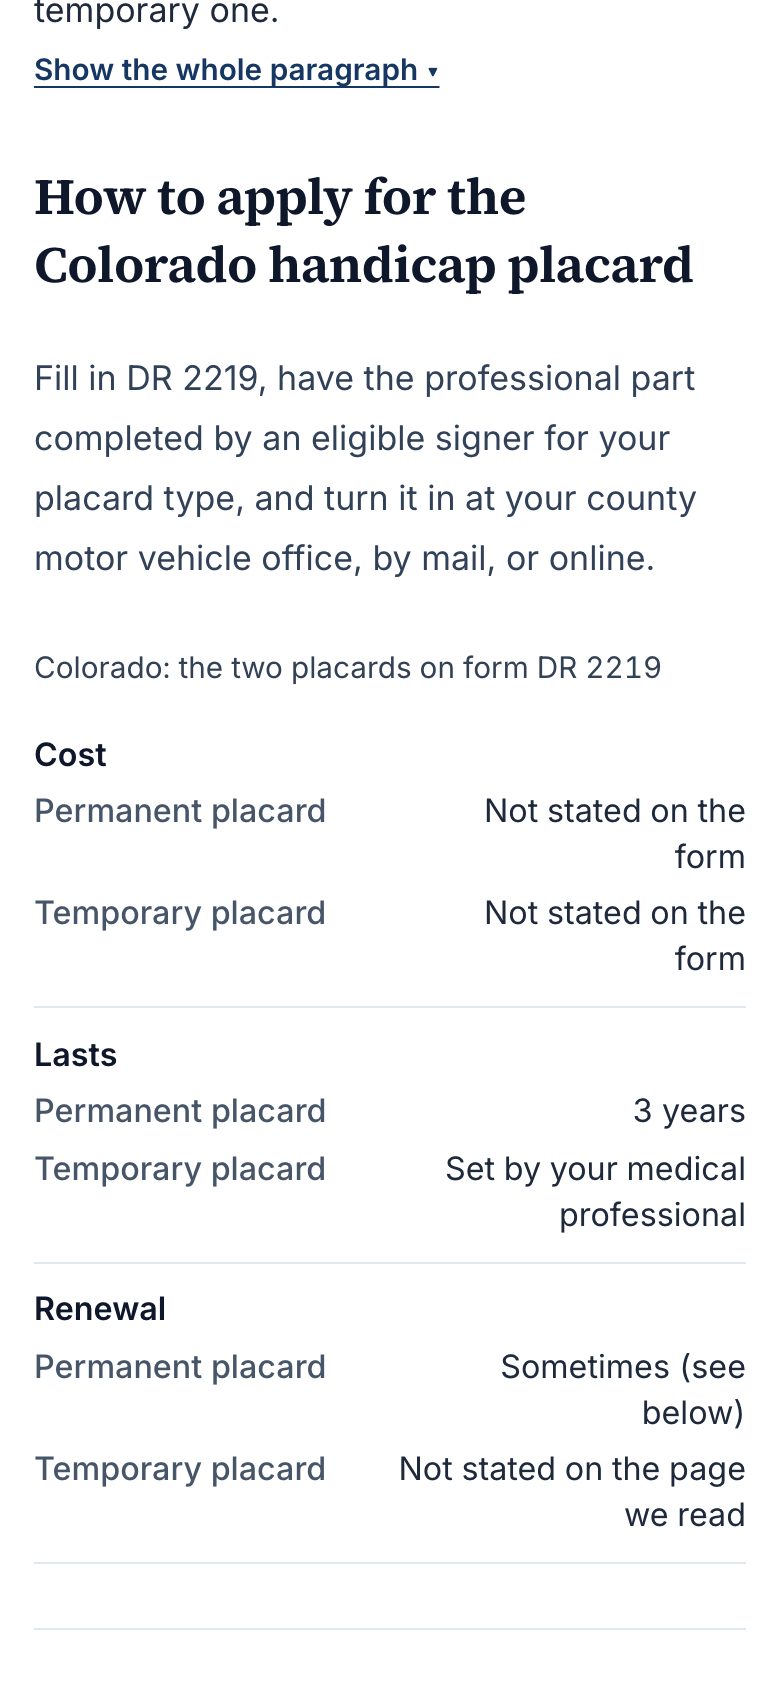 temporary one.
Show the whole paragraph ▾
How to apply for the
Colorado handicap placard
Fill in DR 2219, have the professional part
completed by an eligible signer for your
placard type, and turn it in at your county
motor vehicle office, by mail, or online.
Colorado: the two placards on form DR 2219
Cost
Permanent placard Not stated on the
form
Temporary placard Not stated on the
form
Lasts
Permanent placard 3 years
Temporary placard Set by your medical
professional
Renewal
Permanent placard Sometimes (see
below)
Temporary placard Not stated on the page
we read